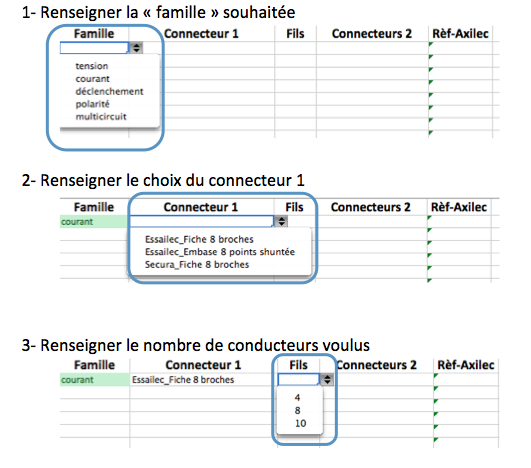 1- Renseigner la « famille » souhaitée
Famille Connecteur 1 Fils Connecteurs 2 Rèf-Axilec
tension
courant
déclenchement
polarité
multicircuit
2- Renseigner le choix du connecteur 1
Famille Connecteur 1 Fils Connecteurs 2 Rèf-Axilec
courant
Essailec_Fiche 8 broches
Essailec_Embase 8 points shuntée
Secura_Fiche 8 broches
3- Renseigner le nombre de conducteurs voulus
Famille Connecteur 1 Fils Connecteurs 2 Rèf-Axilec
courant Essailec_Fiche 8 broches
4
8
10